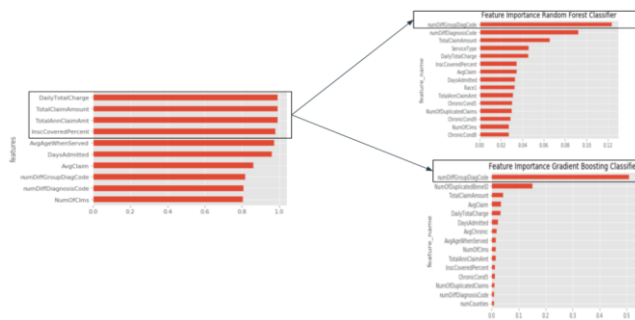 features
DailyTotalCharge
TotalClaimAmount
TotalAnnClaimAmt
InscCoveredPercent
AvgAgeWhenServed
DaysAdmitted
AvgClaim
numDiffGroupDiagCode
numDiffDiagnosisCode
NumOfClms
0.0 0.2 0.4 0.6 0.8 1.0
Feature Importance Random Forest Classifier
feature_name
numDiffGroupDiagCode
numDiffDiagnosisCode
TotalClaimAmount
ServiceType
DailyTotalCharge
InscCoveredPercent
AvgClaim
DaysAdmitted
Race1
TotalAnnClaimAmt
ChronicCond1
NumOfDuplicatedClaims
NumOfClms
0.00 0.02 0.04 0.06 0.08 0.10 0.12
Feature Importance Gradient Boosting Classifie
feature_name
numDiffGroupDiagCode
NumOfDuplicatedBeneID
TotalClaimAmount
AvgClaim
DailyTotalCharge
DaysAdmitted
AvgChronic
AvgAgeWhenServed
NumOfClms
TotalAnnClaimAmt
InscCoveredPercent
ChronicCond5
NumOfDuplicatedClaims
numDiffDiagnosisCode
numCounties
0.0 0.1 0.2 0.3 0.4 0.5